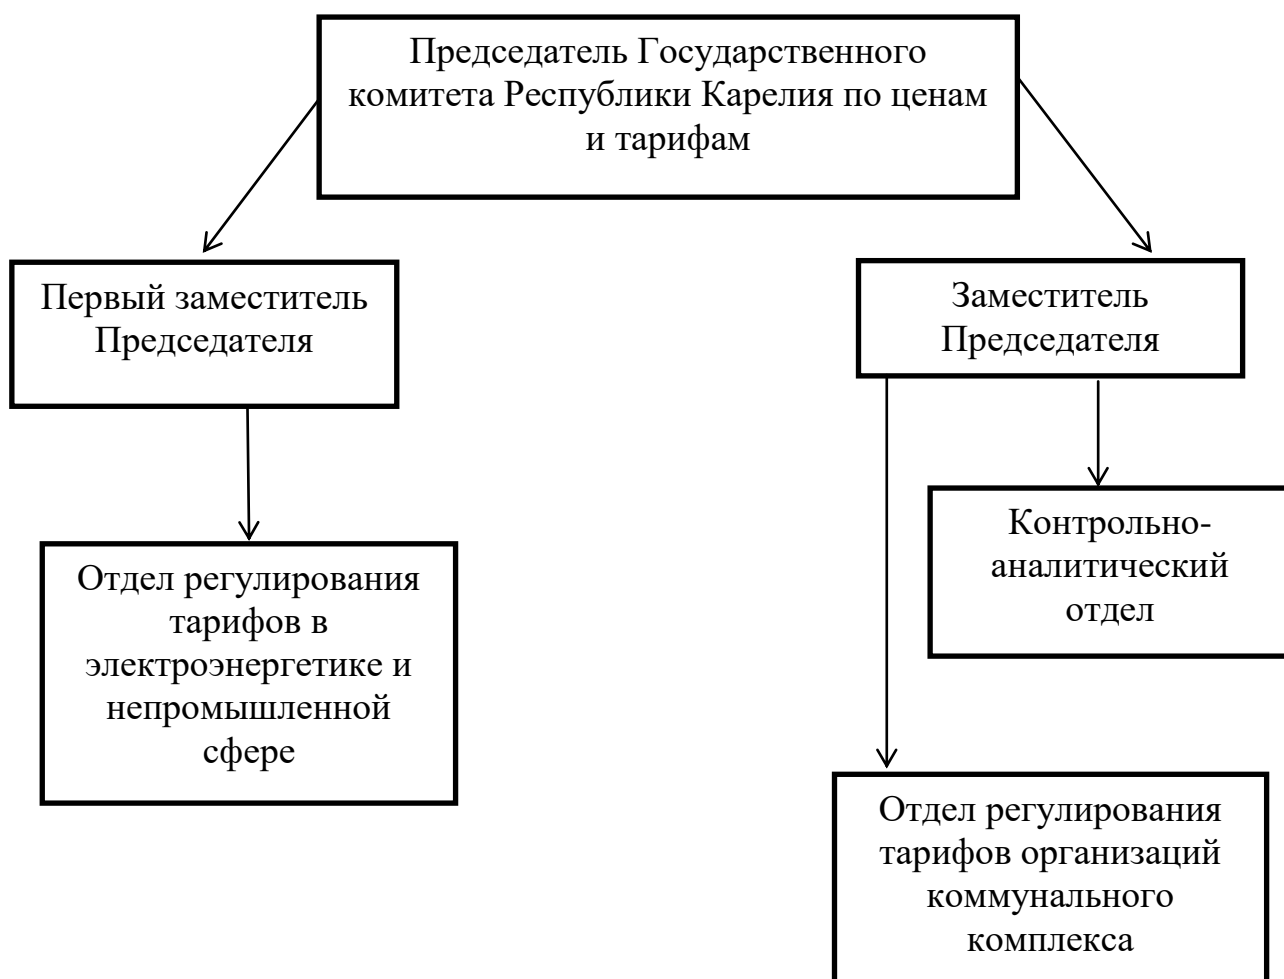 Председатель Государственного
комитета Республики Карелия по ценам
и тарифам
Первый заместитель
Председателя
Заместитель
Председателя
Контрольно-
аналитический
отдел
Отдел регулирования
тарифов в
электроэнергетике и
непромышленной
сфере
Отдел регулирования
тарифов организаций
коммунального
комплекса